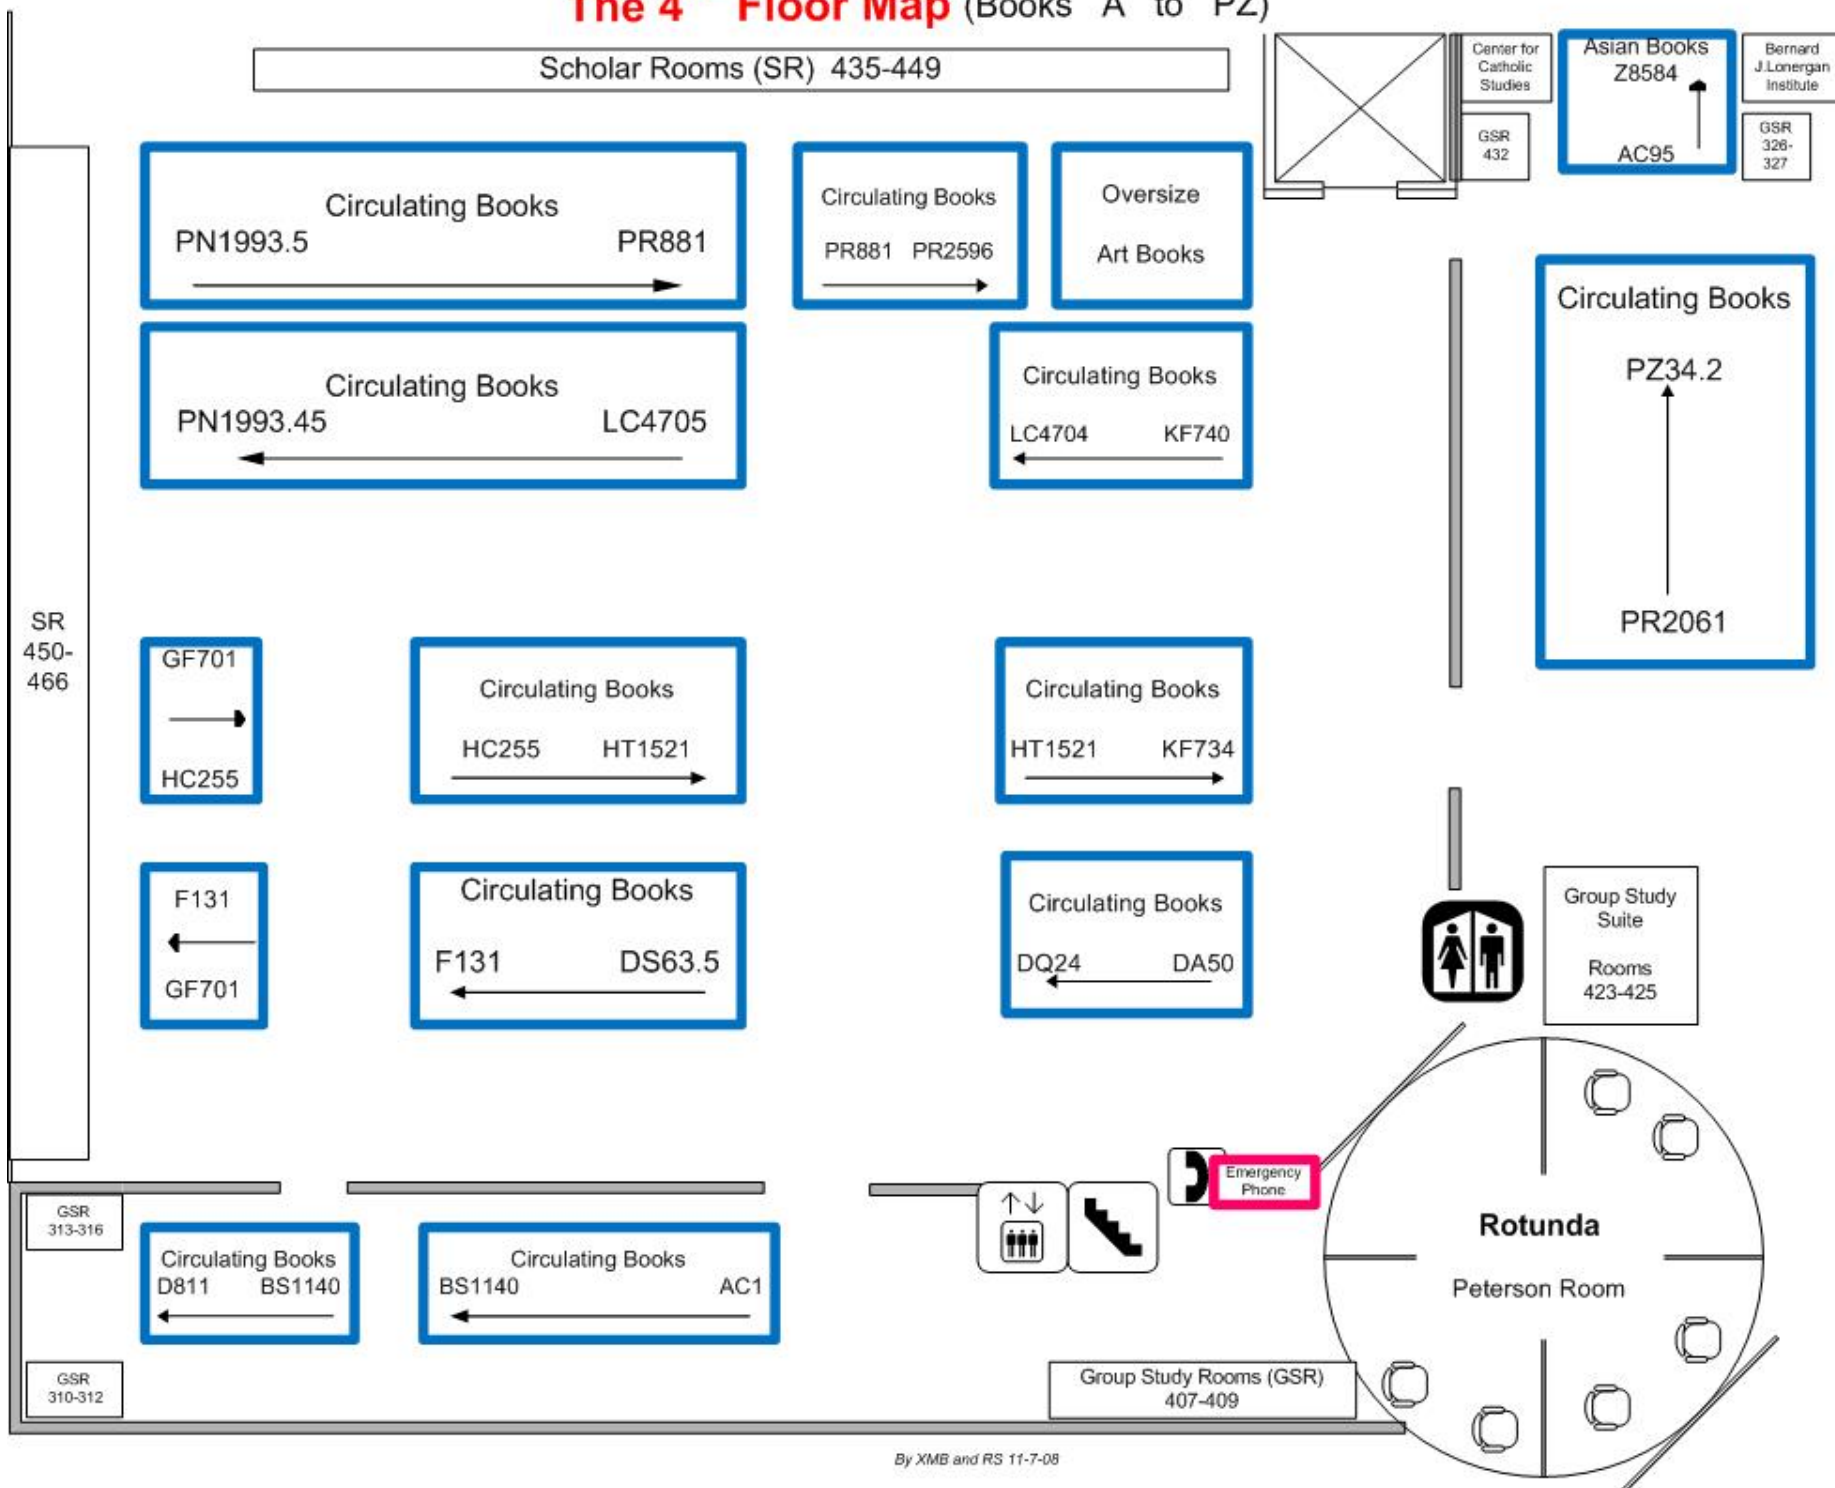 The 4 Floor Map (Books "A" to "PZ)
Scholar Rooms (SR) 435-449
Center for
Catholic
Studies
Asian Books
Z8584
AC95
Bernard
J.Lonergan
Institute
GSR
432
GSR
326-
327
Circulating Books
PN1993.5 PR881
Circulating Books
PR881 PR2596
Oversize
Art Books
Circulating Books
PZ34.2
PR2061
Circulating Books
PN1993.45 LC4705
Circulating Books
LC4704 KF740
SR
450-
466
GF701
HC255
Circulating Books
HC255 HT1521
Circulating Books
HT1521 KF734
F131
GF701
Circulating Books
F131 DS63.5
Circulating Books
DQ24 DA50
Group Study
Suite
Rooms
423-425
Emergency
Phone
GSR
313-316
Circulating Books
D811 BS1140
Circulating Books
BS1140 AC1
Rotunda
Peterson Room
GSR
310-312
Group Study Rooms (GSR)
407-409
By XMB and RS 11-7-08